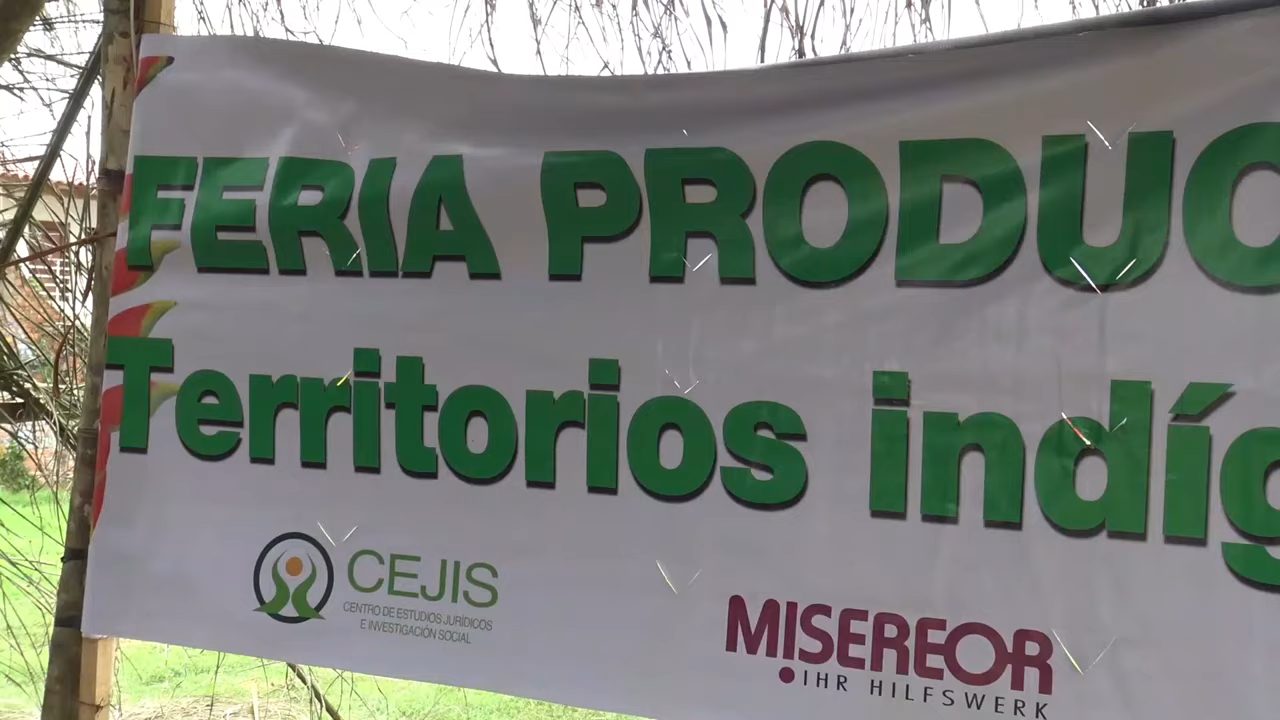 FERIA PRODUC
Territorios indíg
CEJIS
CENTRO DE ESTUDIOS JURÍDICOS
E INVESTIGACIÓN SOCIAL
MISEREOR
IHR HILFSWERK